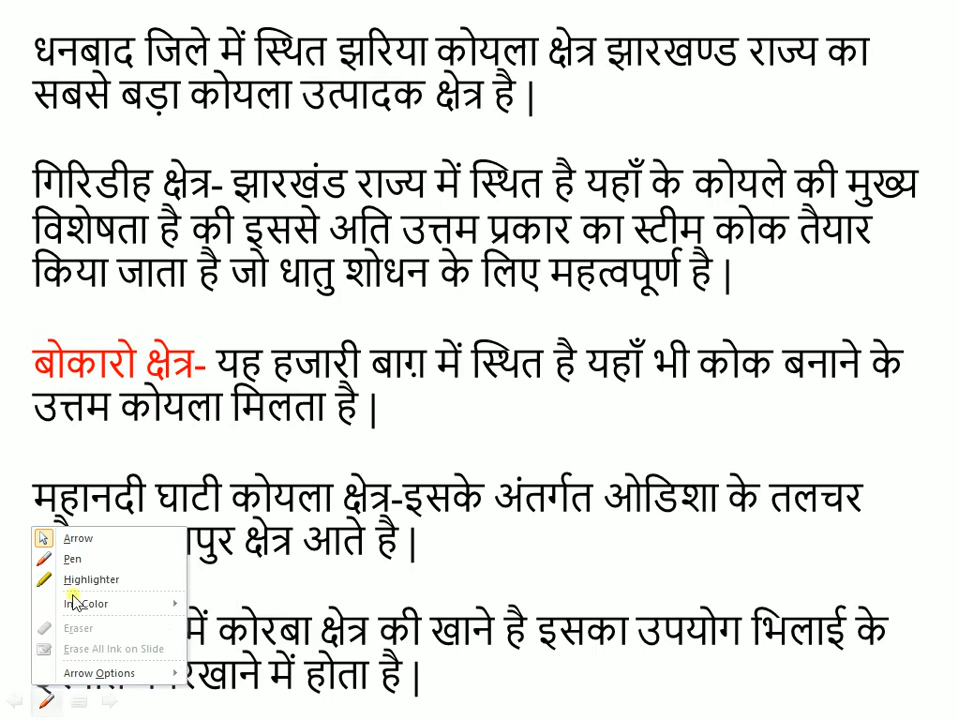 धनबाद जिले में स्थित झरिया कोयला क्षेत्र झारखण्ड राज्य का
सबसे बड़ा कोयला उत्पादक क्षेत्र है |
गिरिडीह क्षेत्र- झारखंड राज्य में स्थित है यहाँ के कोयले की मुख्य
विशेषता है की इससे अति उत्तम प्रकार का स्टीम कोक तैयार
किया जाता है जो धातु शोधन के लिए महत्वपूर्ण है |
बोकारो क्षेत्र- यह हजारी बाग़ में स्थित है यहाँ भी कोक बनाने के
उत्तम कोयला मिलता है |
महानदी घाटी कोयला क्षेत्र-इसके अंतर्गत ओडिशा के तलचर
क्षेत्र आते है |
में कोरबा क्षेत्र की खाने है इसका उपयोग भिलाई के
में होता है |
Arrow
Pen
Highlighter
Ink Color
Eraser
Erase All Ink on Slide
Arrow Options